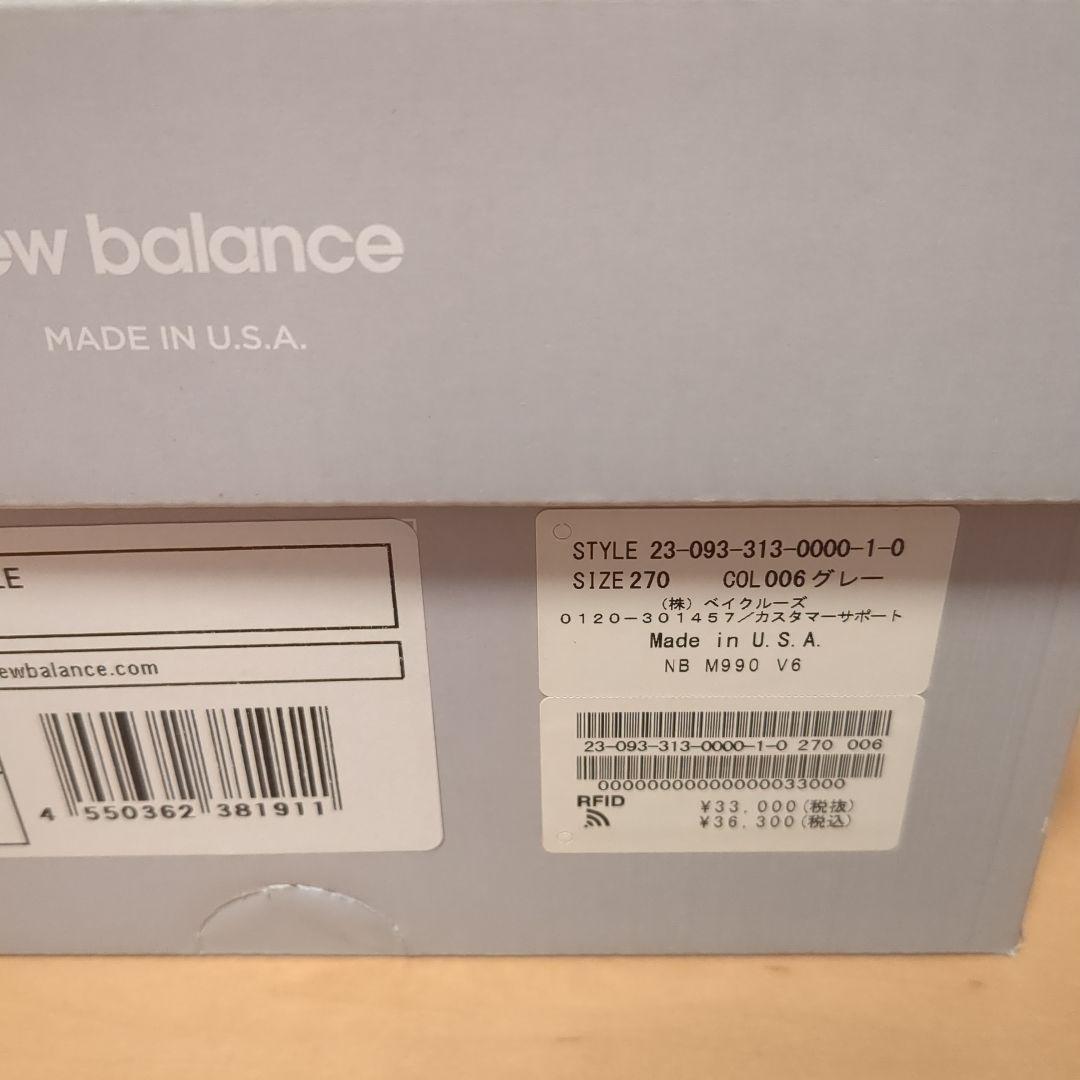 ew balance
MADE IN U.S.A.
LE
ewbalance.com
4 550362 381911
STYLE 23-093-313-0000-1-0
SIZE 270 COL 006 グレー
(株) ベイクルーズ
0120-301457/カスタマーサポート
Made in U.S.A.
NB M990 V6
23-093-313-0000-1-0 270 006
00000000000000033000
RFID
¥33,000(税抜)
¥36,300(税込)